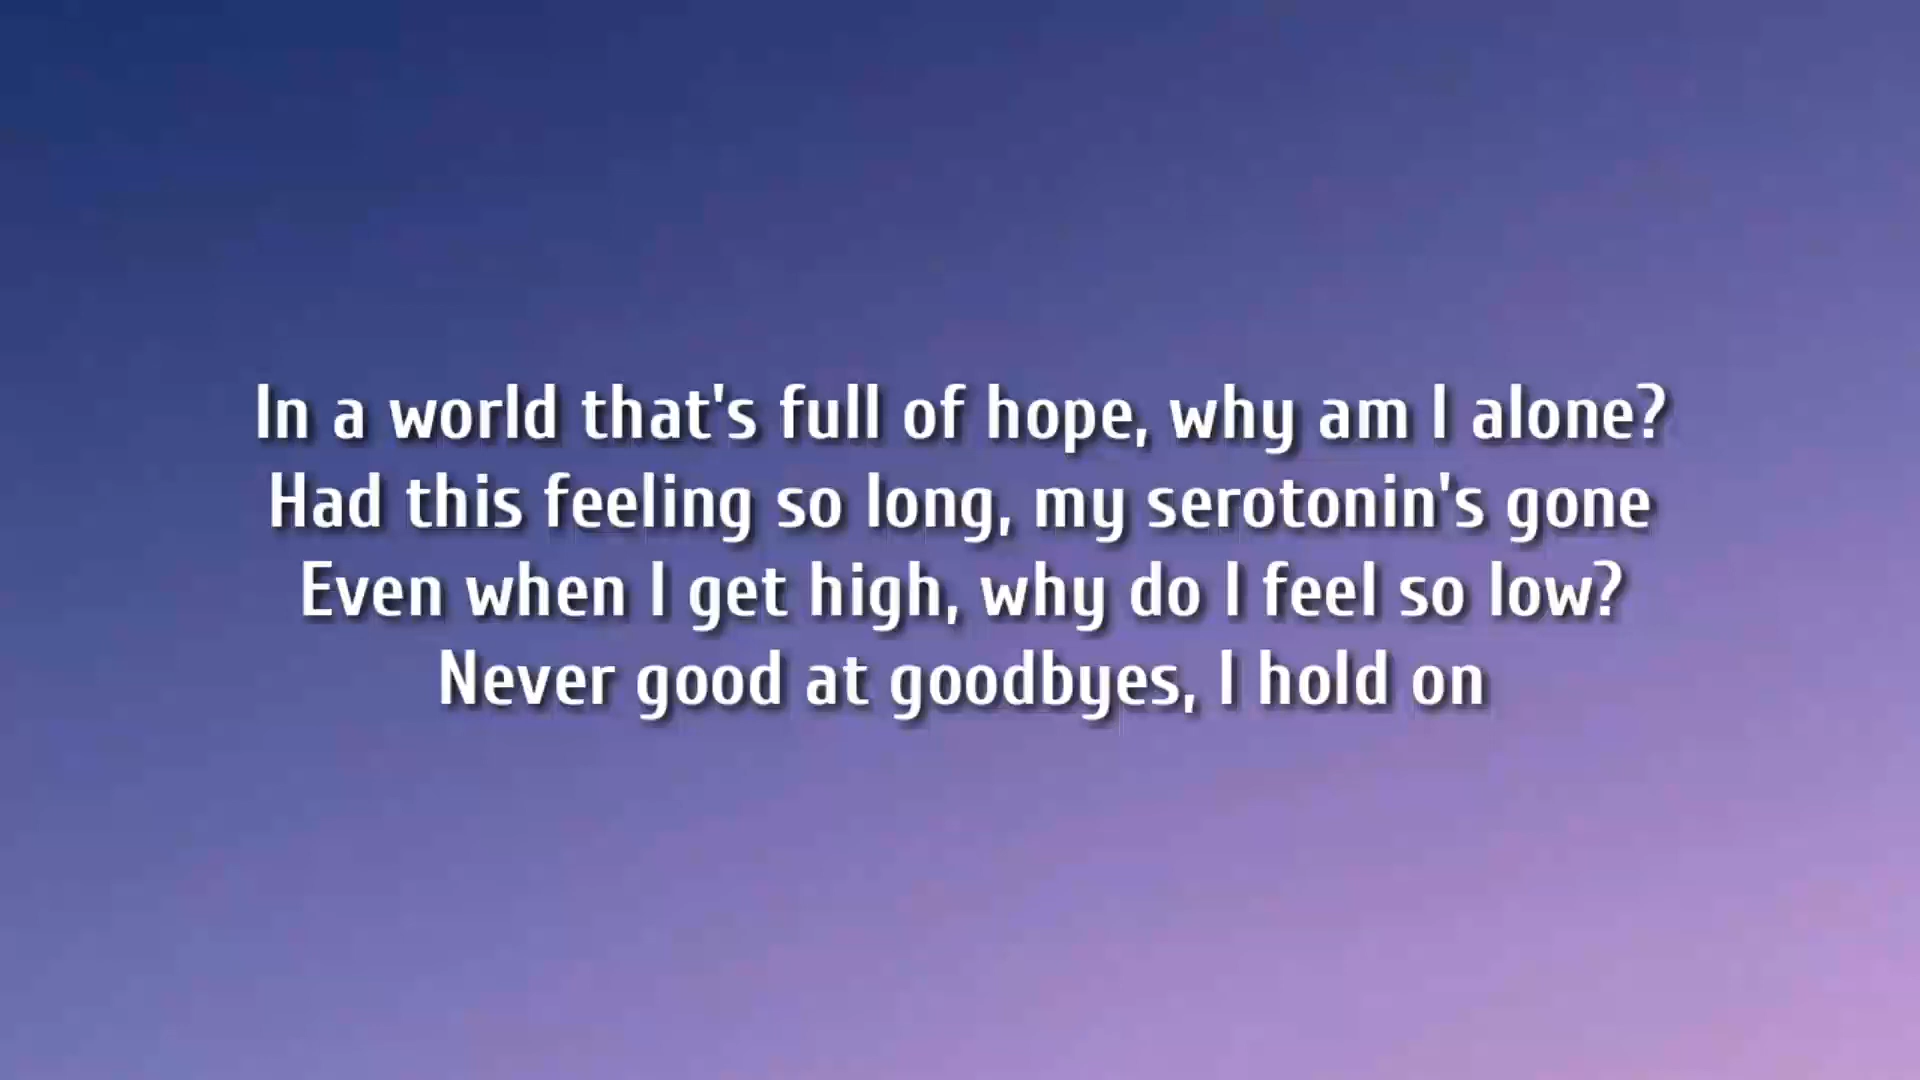 In a world that's full of hope, why am I alone?
Had this feeling so long, my serotonin's gone
Even when I get high, why do I feel so low?
Never good at goodbyes, I hold on